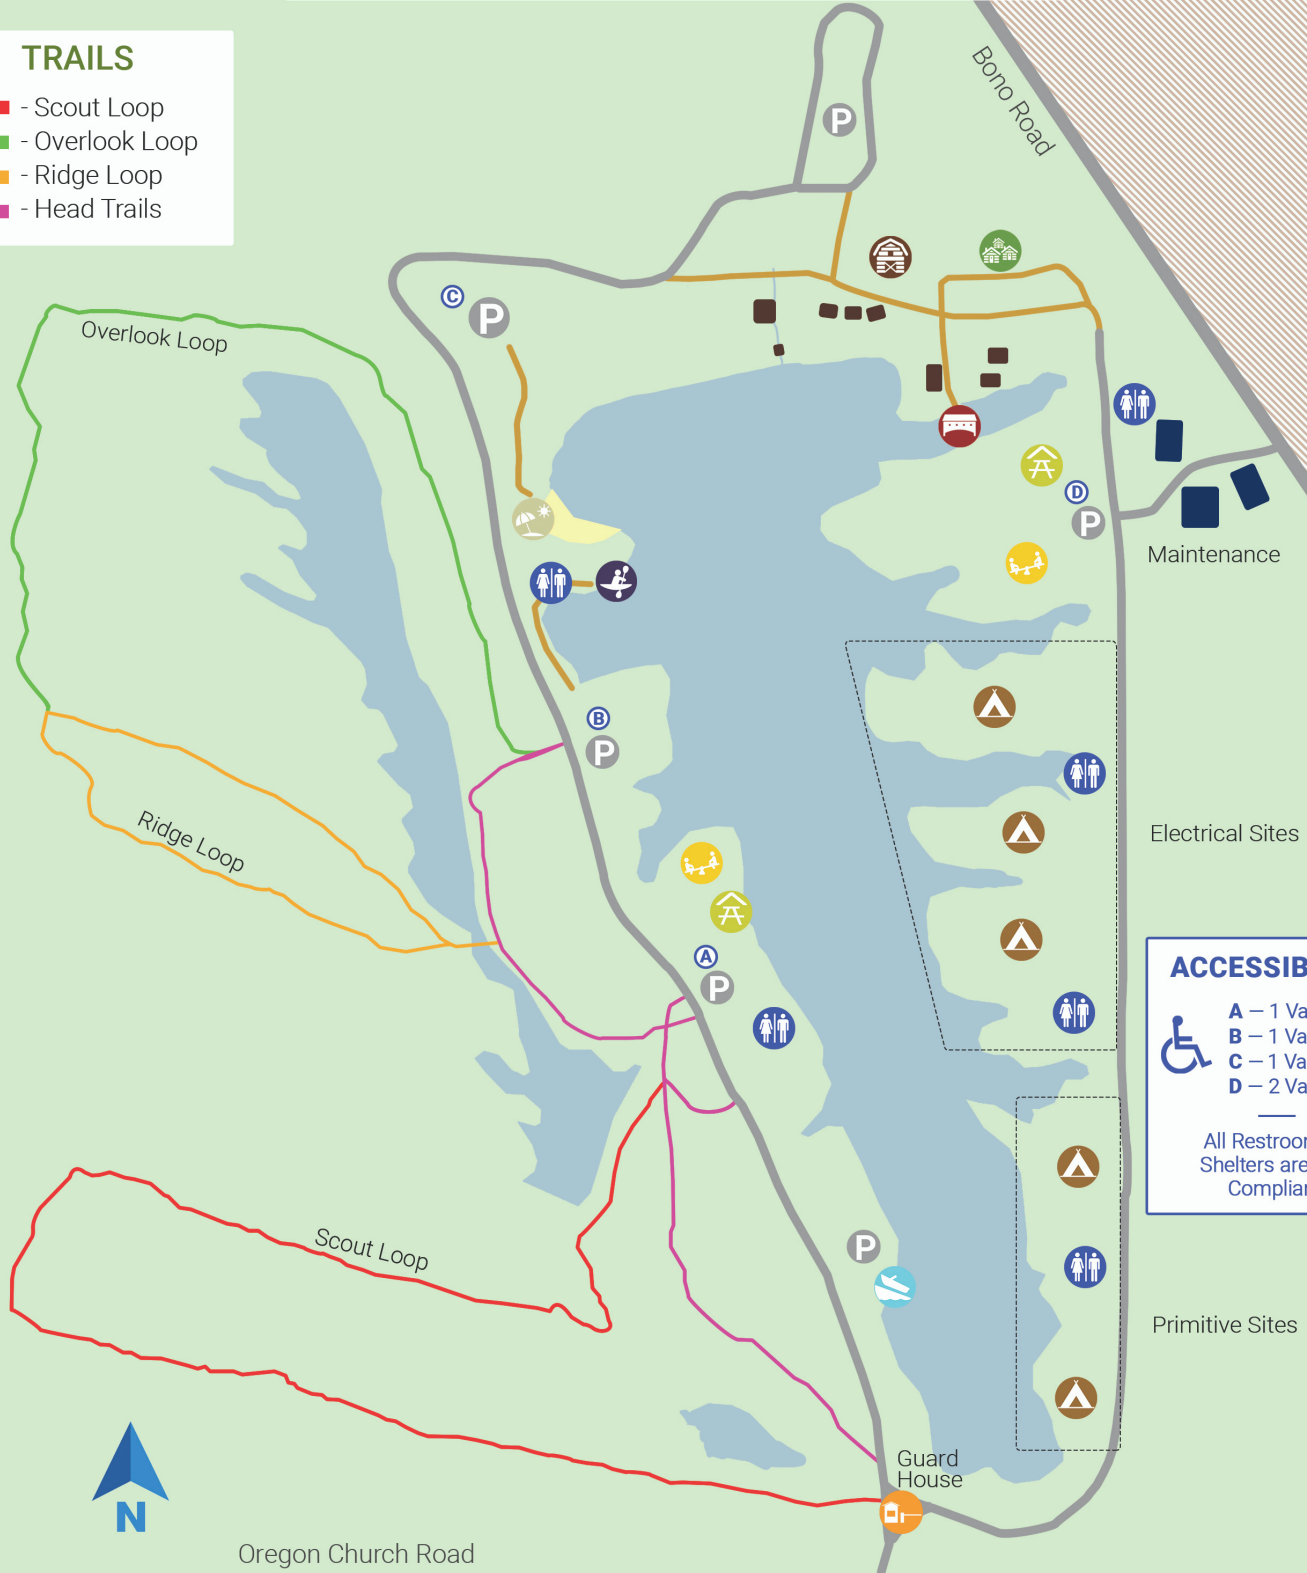 TRAILS
- Scout Loop
- Overlook Loop
- Ridge Loop
- Head Trails
Bono Road
P
C
P
Overlook Loop
D
P
Maintenance
B
P
Ridge Loop
Electrical Sites
A
P
ACCESSIB
A – 1 Va
B – 1 Va
C – 1 Va
D – 2 Va
All Restroo
Shelters are
Complia
Scout Loop
P
Primitive Sites
Guard
House
N
Oregon Church Road